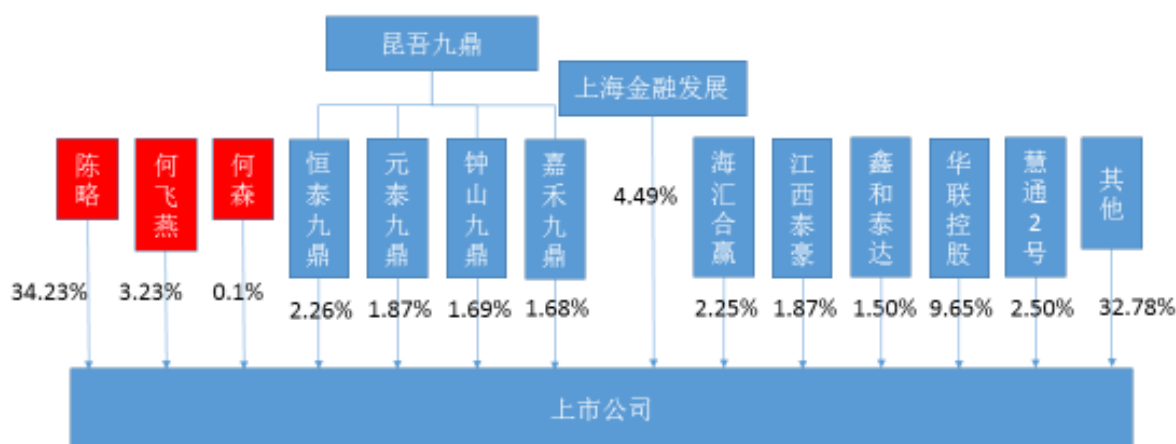 昆吾九鼎
上海金融发展
陈略
何飞燕
何森
恒泰九鼎
元泰九鼎
钟山九鼎
嘉禾九鼎
海汇合赢
江西泰豪
鑫和泰达
华联控股
慧通2号
其他
4.49%
34.23%
3.23%
0.1%
2.26%
1.87%
1.69%
1.68%
2.25%
1.87%
1.50%
9.65%
2.50%
32.78%
上市公司